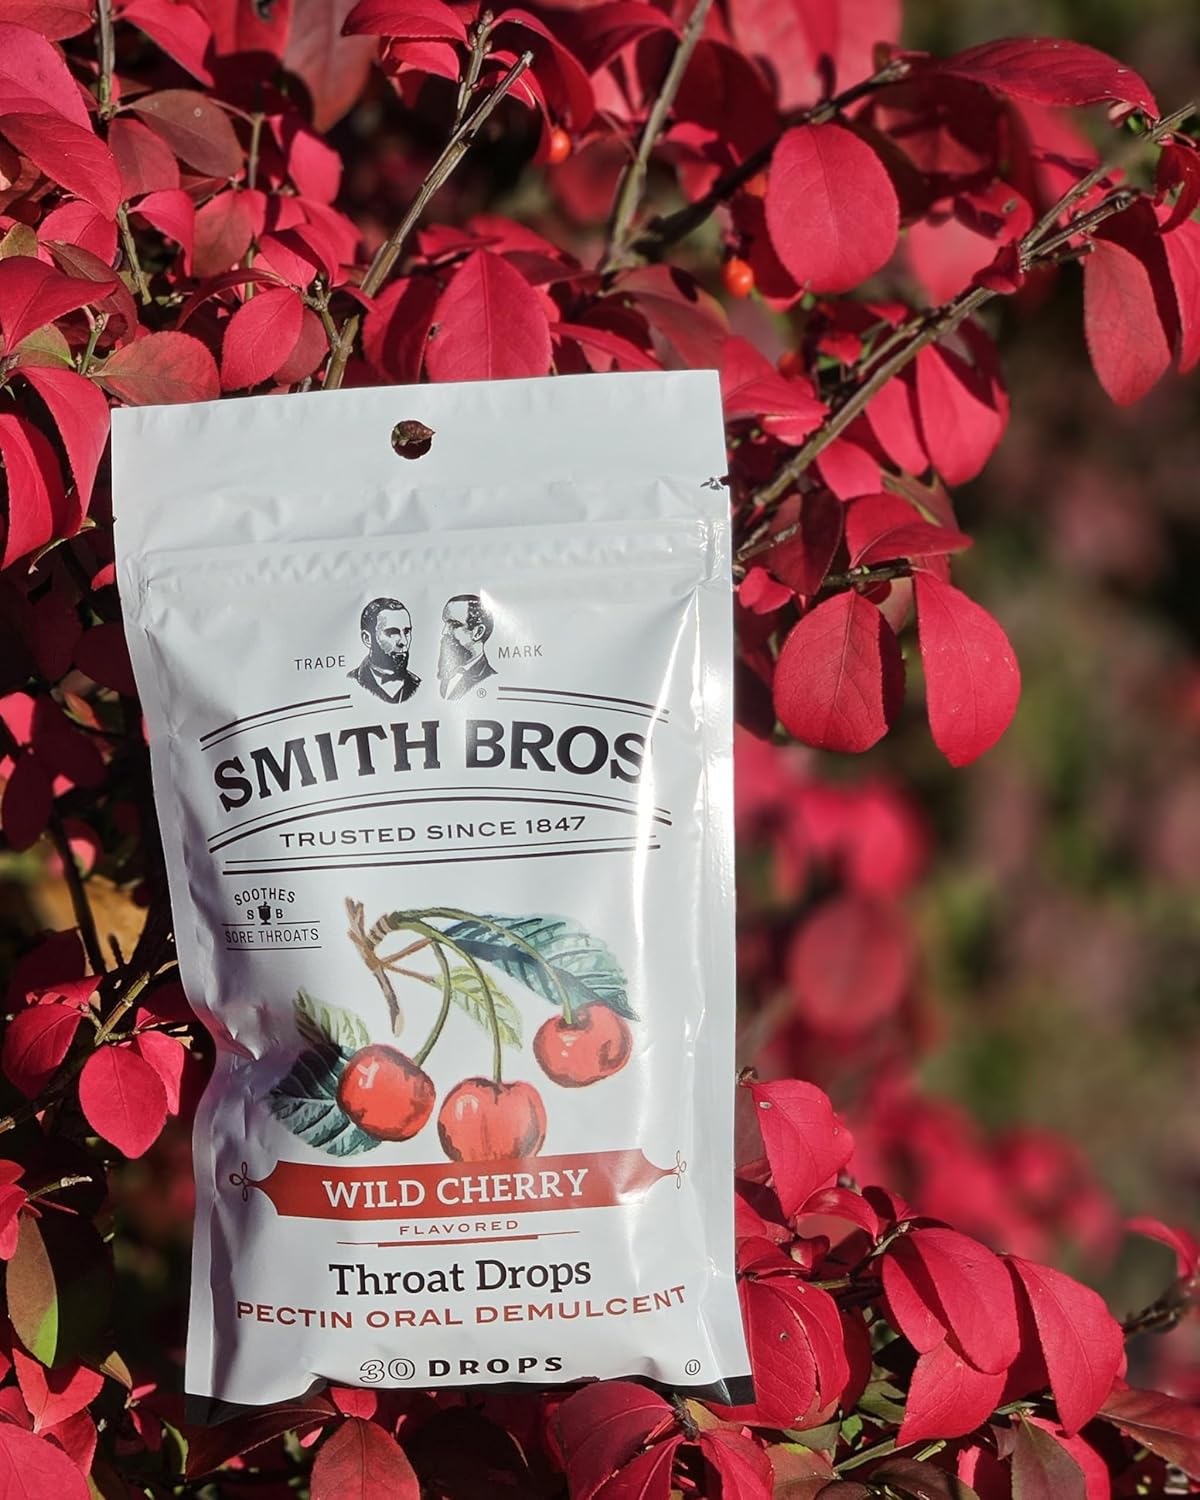 TRADE MARK
®
SMITH BROS
TRUSTED SINCE 1847
SOOTHES
S B
SORE THROATS
WILD CHERRY
FLAVORED
Throat Drops
PECTIN ORAL DEMULCENT
30 DROPS
U